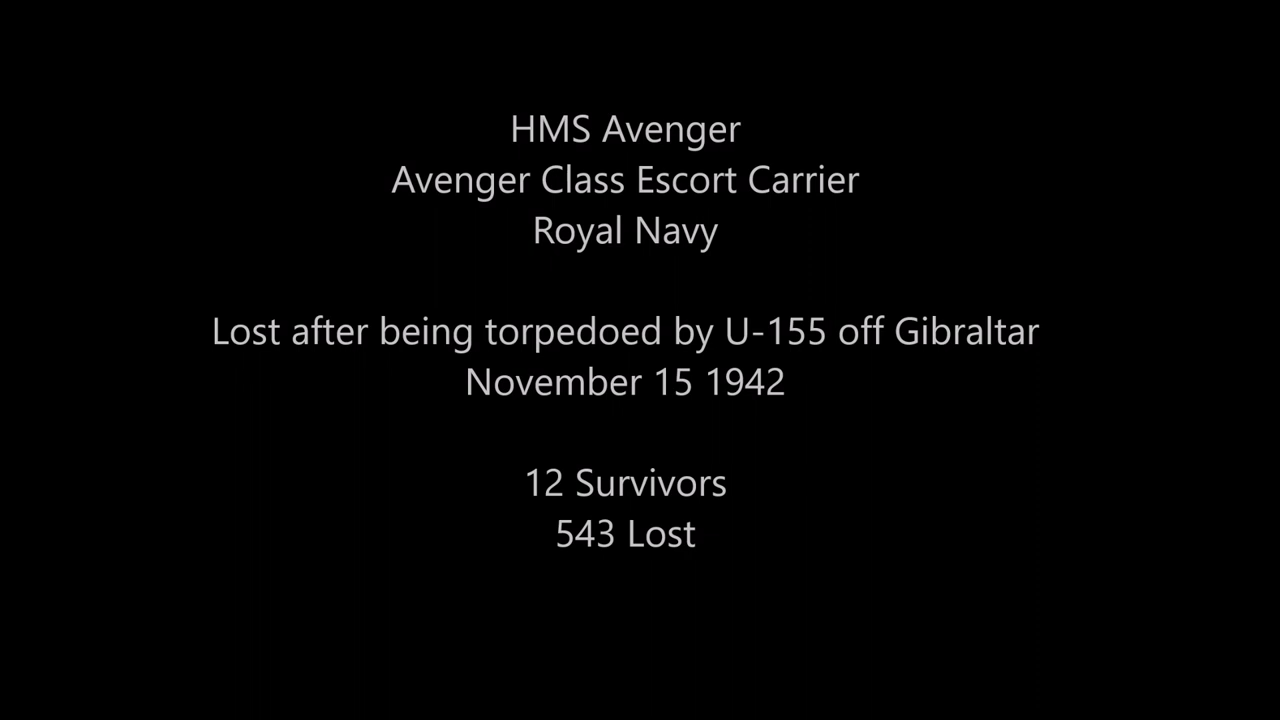 HMS Avenger
Avenger Class Escort Carrier
Royal Navy
Lost after being torpedoed by U-155 off Gibraltar
November 15 1942
12 Survivors
543 Lost